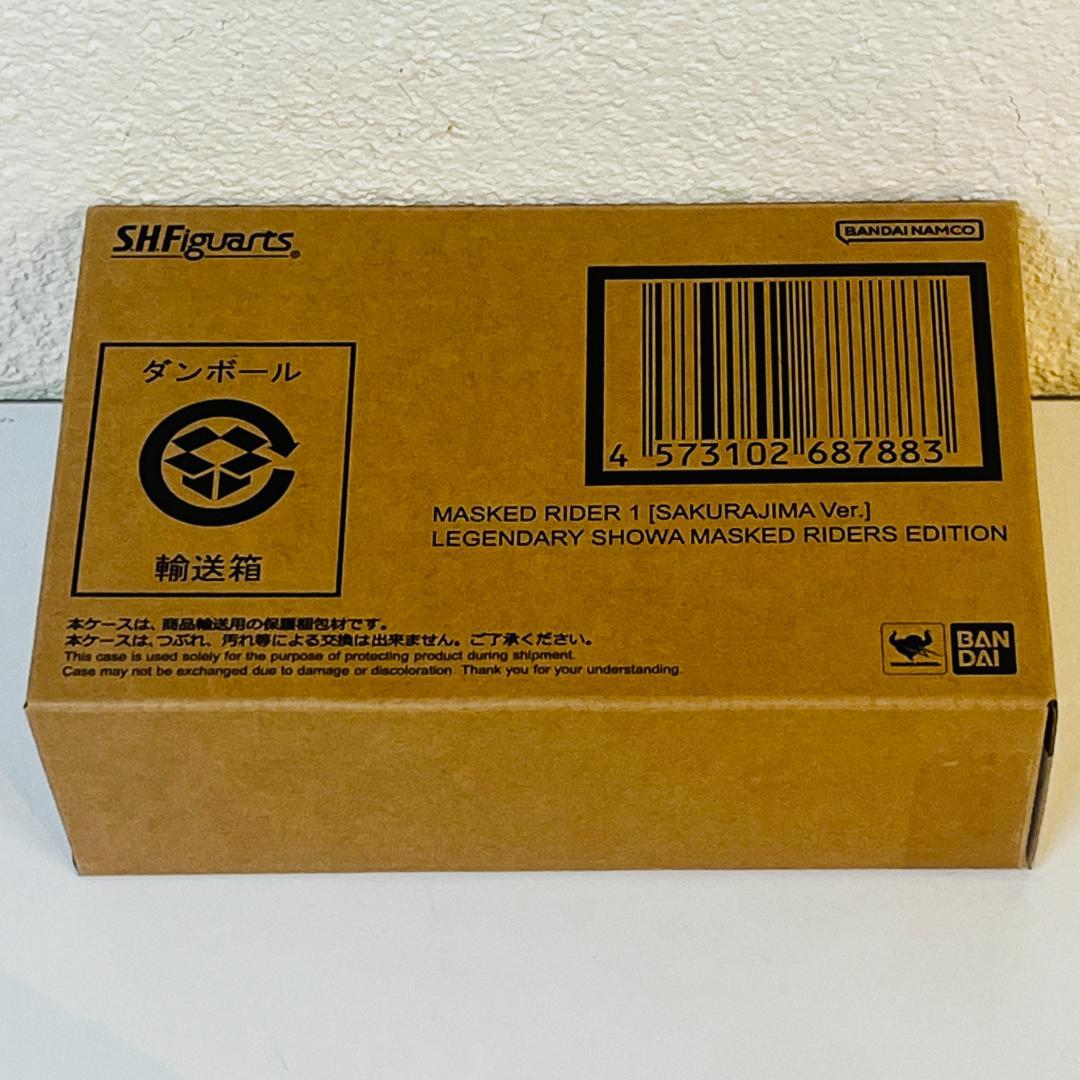 S.H.Figuarts®
BANDAI NAMCO
ダンボール
輸送箱
4 573102 687883
MASKED RIDER 1 [SAKURAJIMA Ver.]
LEGENDARY SHOWA MASKED RIDERS EDITION
本ケースは、商品輸送用の保護梱包材です。
本ケースは、つぶれ、汚れ等による交換は出来ません。ご了承ください。
This case is used solely for the purpose of protecting product during shipment.
Case may not be exchanged due to damage or discoloration. Thank you for your understanding.
BAN
DAI